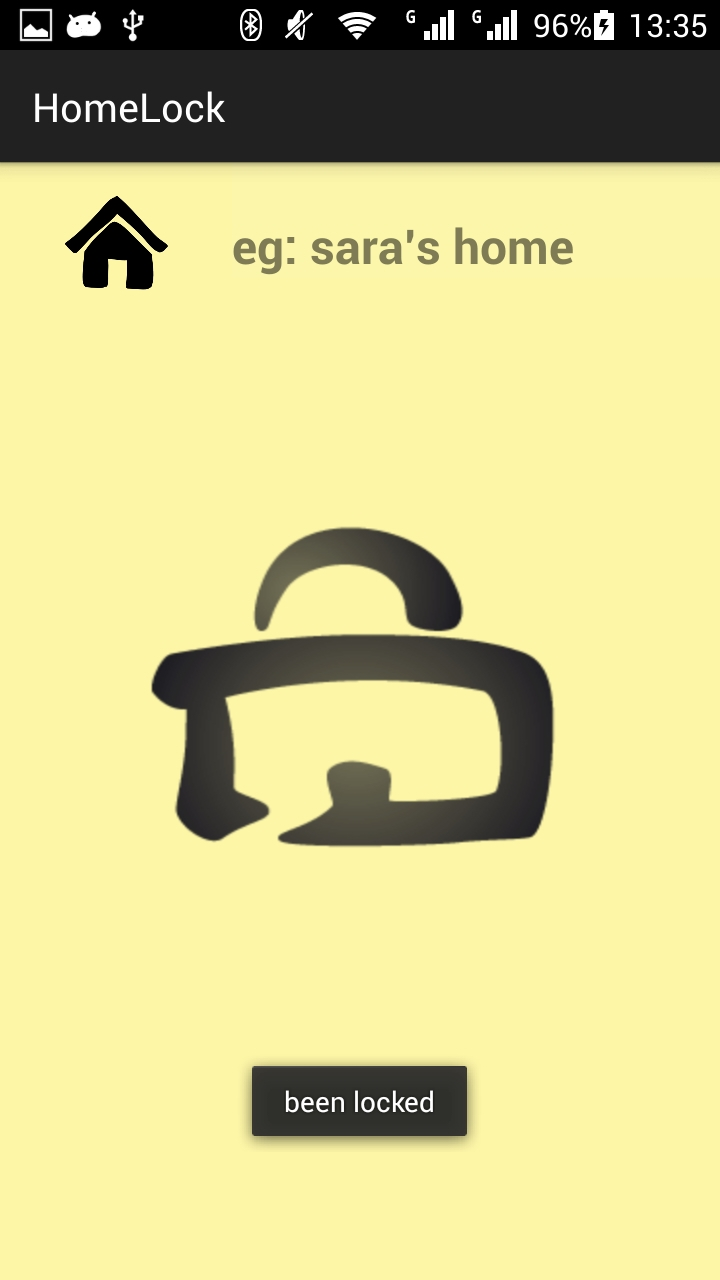 G G 96% 13:35
HomeLock
eg: sara's home
been locked